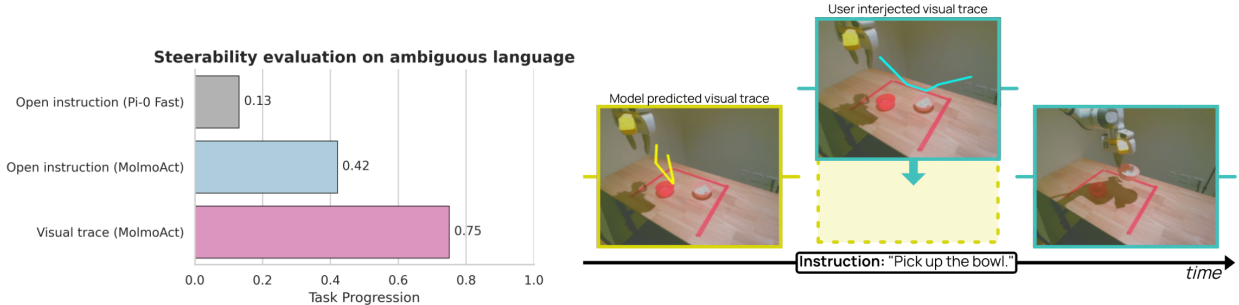 Steerability evaluation on ambiguous language
Open instruction (Pi-0 Fast)
0.13
Open instruction (MolmoAct)
0.42
Visual trace (MolmoAct)
0.75
0.0 0.2 0.4 0.6 0.8 1.0
Task Progression
Model predicted visual trace
User interjected visual trace
Instruction: "Pick up the bowl."
time